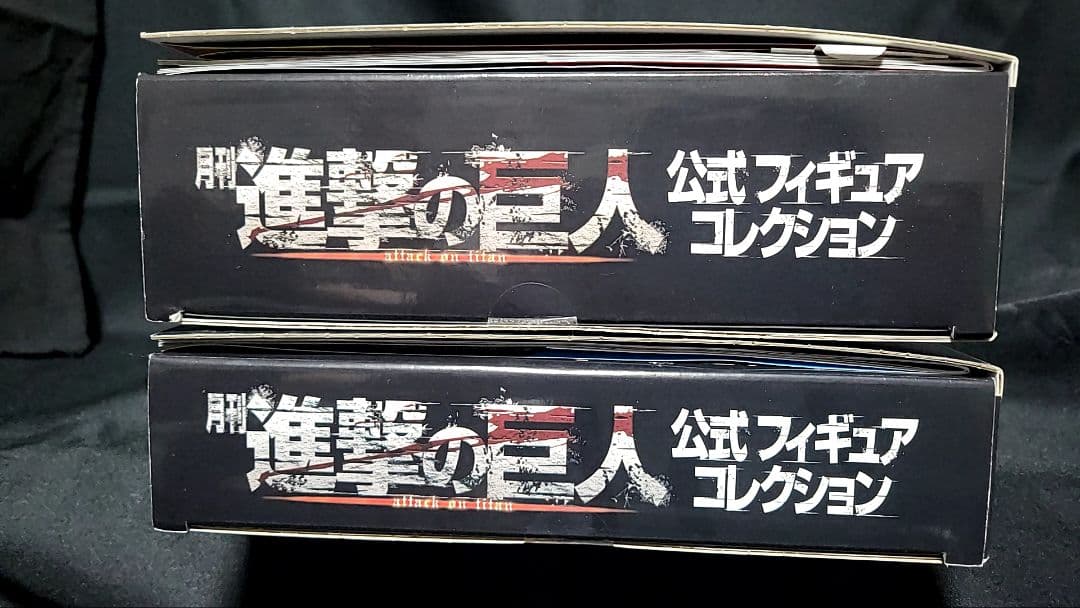 月刊 進撃の巨人 公式フィギュア
コレクション
attack on titan
月刊 進撃の巨人 公式フィギュア
コレクション
attack on titan